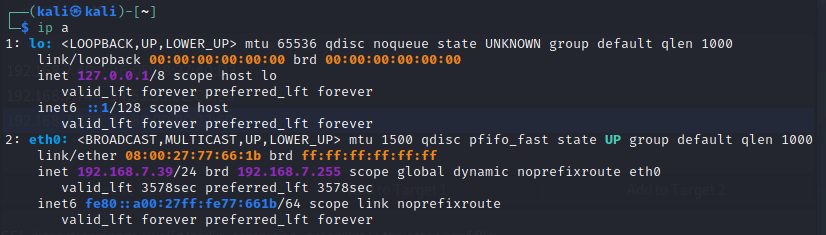 ┌──(kali㉿kali)-[~]
└─$ ip a
1: lo: <LOOPBACK,UP,LOWER_UP> mtu 65536 qdisc noqueue state UNKNOWN group default qlen 1000
    link/loopback 00:00:00:00:00:00 brd 00:00:00:00:00:00
    inet 127.0.0.1/8 scope host lo
       valid_lft forever preferred_lft forever
    inet6 ::1/128 scope host
       valid_lft forever preferred_lft forever
2: eth0: <BROADCAST,MULTICAST,UP,LOWER_UP> mtu 1500 qdisc pfifo_fast state UP group default qlen 1000
    link/ether 08:00:27:77:66:1b brd ff:ff:ff:ff:ff:ff
    inet 192.168.7.39/24 brd 192.168.7.255 scope global dynamic noprefixroute eth0
       valid_lft 3578sec preferred_lft 3578sec
    inet6 fe80::a00:27ff:fe77:661b/64 scope link noprefixroute
       valid_lft forever preferred_lft forever